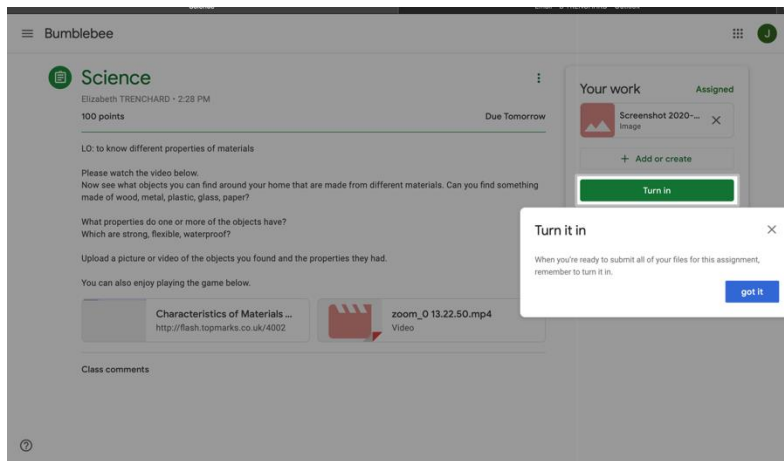 Science
Bumblebee
J
Science
Elizabeth TRENCHARD • 2:28 PM
100 points
Due Tomorrow
LO: to know different properties of materials
Please watch the video below.
Now see what objects you can find around your home that are made from different materials. Can you find something
made of wood, metal, plastic, glass, paper?
What properties do one or more of the objects have?
Which are strong, flexible, waterproof?
Upload a picture or video of the objects you found and the properties they had.
You can also enjoy playing the game below.
Characteristics of Materials ...
http://flash.topmarks.co.uk/4002
zoom_0 13.22.50.mp4
Video
Class comments
Your work
Assigned
Screenshot 2020-...
Image
+ Add or create
Turn in
Turn it in
When you're ready to submit all of your files for this assignment,
remember to turn it in.
got it